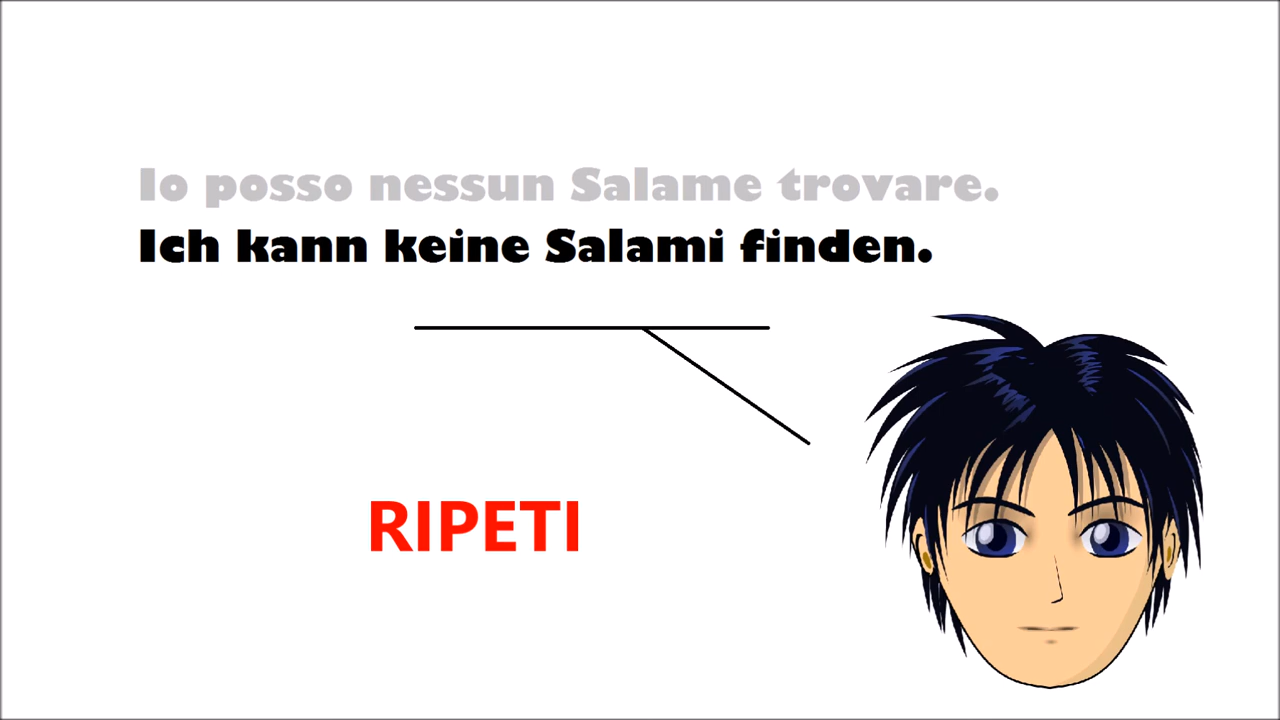 Io posso nessun Salame trovare.
Ich kann keine Salami finden.
RIPETI